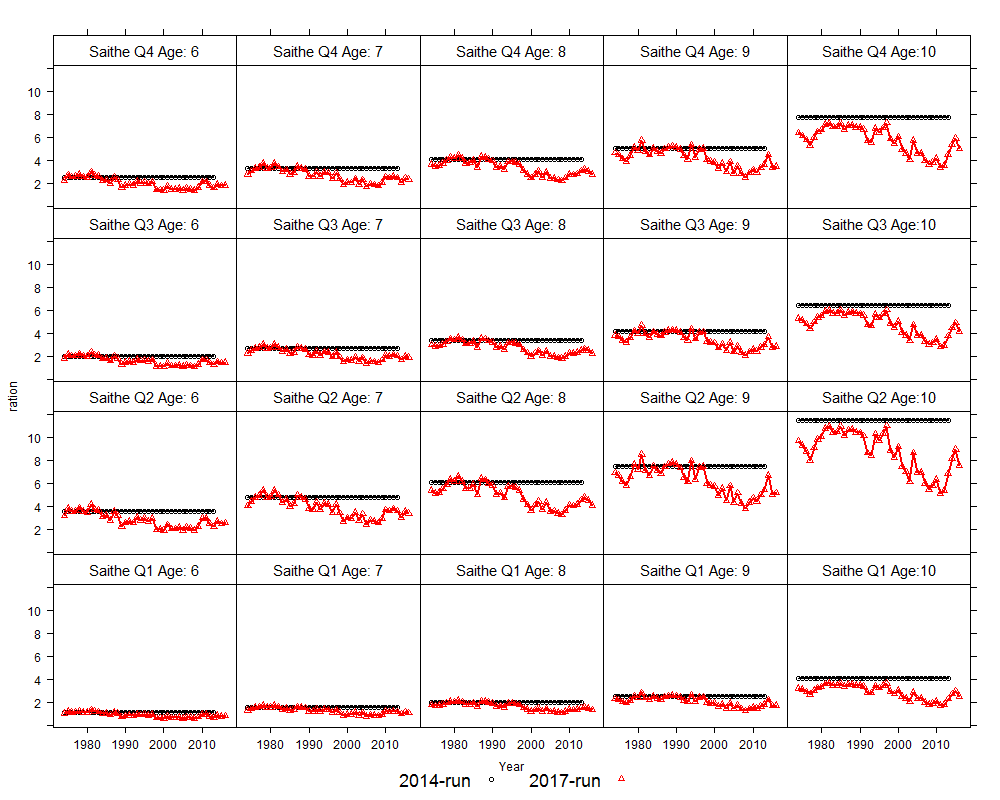 Saithe Q4 Age: 6 Saithe Q4 Age: 7 Saithe Q4 Age: 8 Saithe Q4 Age: 9 Saithe Q4 Age:10
10
8
6
4
2
Saithe Q3 Age: 6 Saithe Q3 Age: 7 Saithe Q3 Age: 8 Saithe Q3 Age: 9 Saithe Q3 Age:10
10
8
6
4
2
ration
Saithe Q2 Age: 6 Saithe Q2 Age: 7 Saithe Q2 Age: 8 Saithe Q2 Age: 9 Saithe Q2 Age:10
10
8
6
4
2
Saithe Q1 Age: 6 Saithe Q1 Age: 7 Saithe Q1 Age: 8 Saithe Q1 Age: 9 Saithe Q1 Age:10
10
8
6
4
2
1980 1990 2000 2010 1980 1990 2000 2010 1980 1990 2000 2010 1980 1990 2000 2010 1980 1990 2000 2010
Year
2014-run 2017-run